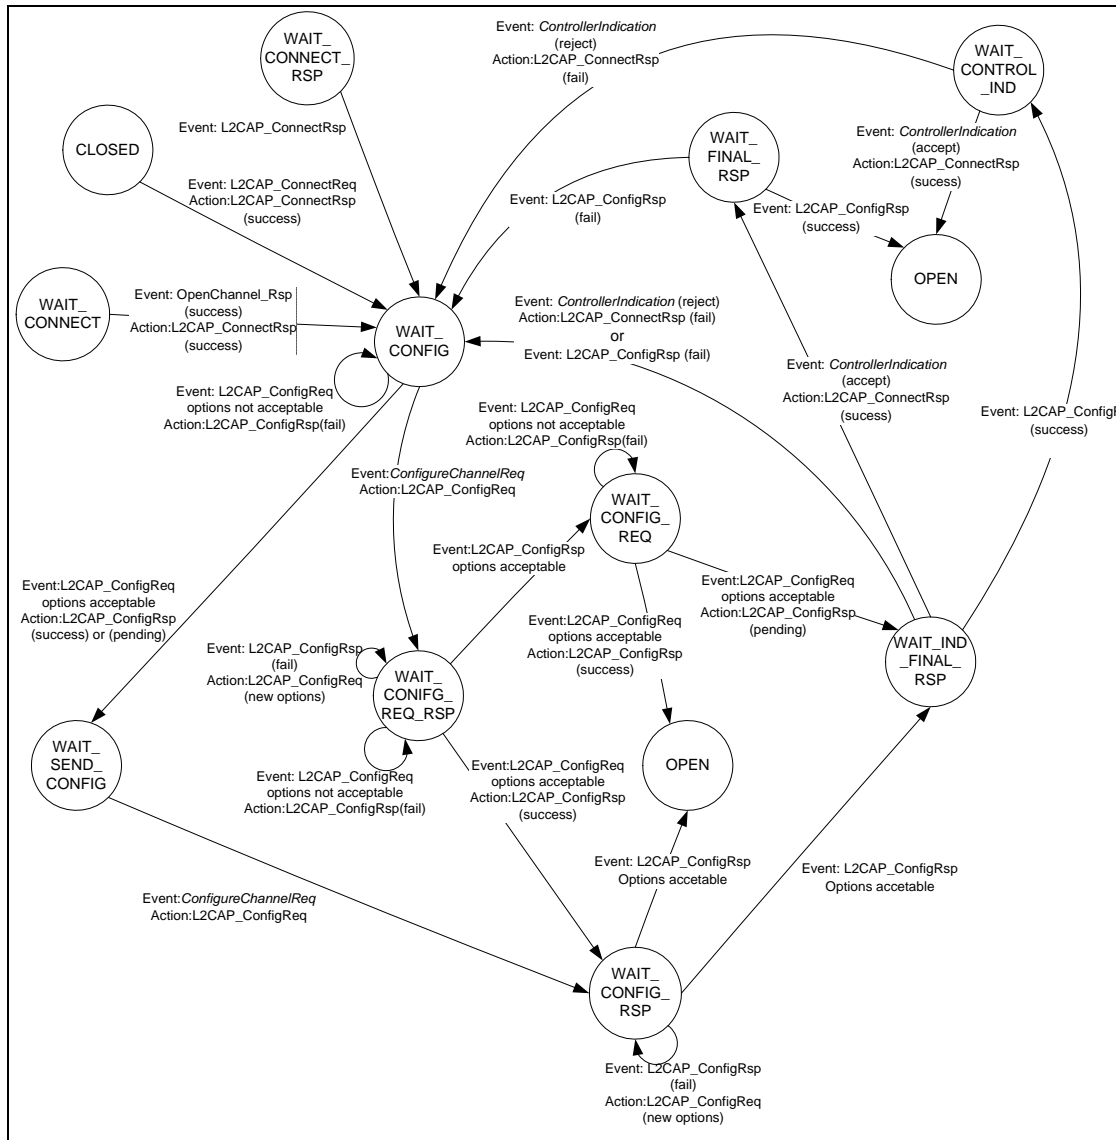 Event: ControllerIndication
(reject)
Action:L2CAP_ConnectRsp
(fail)
WAIT_
CONNECT_
RSP
WAIT_
CONTROL
_IND
Event: L2CAP_ConnectRsp
CLOSED
WAIT_
FINAL_
RSP
Event: ControllerIndication
(accept)
Action:L2CAP_ConnectRsp
(sucess)
Event: L2CAP_ConnectReq
Action:L2CAP_ConnectRsp
(success)
Event: L2CAP_ConfigRsp
(fail)
Event: L2CAP_ConfigRsp
(success)
OPEN
WAIT_
CONNECT
Event: OpenChannel_Rsp
(success)
Action:L2CAP_ConnectRsp
(success)
WAIT_
CONFIG
Event: ControllerIndication (reject)
Action:L2CAP_ConnectRsp (fail)
or
Event: L2CAP_ConfigRsp (fail)
Event: ControllerIndication
(accept)
Action:L2CAP_ConnectRsp
(sucess)
Event: L2CAP_ConfigReq
options not acceptable
Action:L2CAP_ConfigRsp(fail)
Event: L2CAP_ConfigReq
options not acceptable
Action:L2CAP_ConfigRsp(fail)
Event: L2CAP_ConfigR
(success)
Event:ConfigureChannelReq
Action:L2CAP_ConfigReq
WAIT_
CONFIG_
REQ
Event:L2CAP_ConfigRsp
options acceptable
Event:L2CAP_ConfigReq
options acceptable
Action:L2CAP_ConfigRsp
(success) or (pending)
Event:L2CAP_ConfigReq
options acceptable
Action:L2CAP_ConfigRsp
(pending)
Event:L2CAP_ConfigReq
options acceptable
Action:L2CAP_ConfigRsp
(success)
WAIT_IND
_FINAL_
RSP
Event: L2CAP_ConfigRsp
(fail)
Action:L2CAP_ConfigReq
(new options)
WAIT_
CONIFG_
REQ_RSP
WAIT_
SEND_
CONFIG
OPEN
Event: L2CAP_ConfigReq
options not acceptable
Action:L2CAP_ConfigRsp(fail)
Event:L2CAP_ConfigReq
options acceptable
Action:L2CAP_ConfigRsp
(success)
Event: L2CAP_ConfigRsp
Options accetable
Event: L2CAP_ConfigRsp
Options accetable
Event:ConfigureChannelReq
Action:L2CAP_ConfigReq
WAIT_
CONFIG_
RSP
Event: L2CAP_ConfigRsp
(fail)
Action:L2CAP_ConfigReq
(new options)